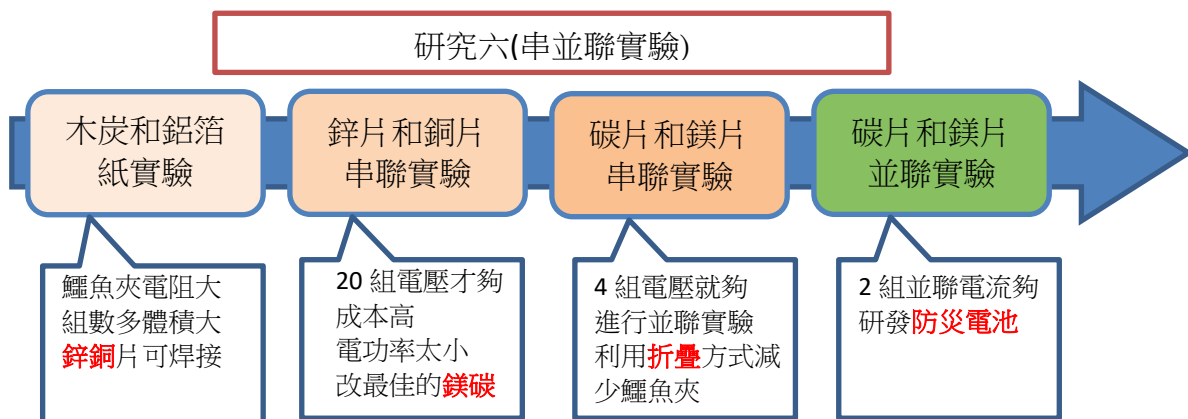 研究六(串並聯實驗)
木炭和鋁箔
紙實驗
鋅片和銅片
串聯實驗
碳片和鎂片
串聯實驗
碳片和鎂片
並聯實驗
鱷魚夾電阻大
組數多體積大
鋅銅片可焊接
20 組電壓才夠
成本高
電功率太小
改最佳的鎂碳
4 組電壓就夠
進行並聯實驗
利用折疊方式減
少鱷魚夾
2 組並聯電流夠
研發防災電池